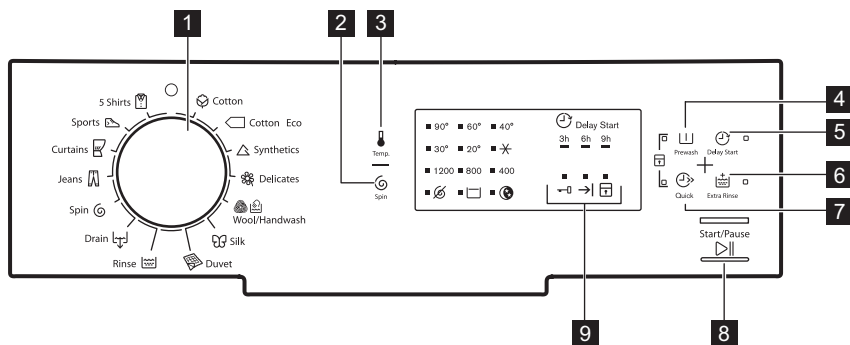 1
2
3
4
5
6
7
8
9
5 Shirts
Cotton
Sports
Cotton Eco
Curtains
Synthetics
Jeans
Delicates
Spin
Wool/Handwash
Drain
Silk
Rinse
Duvet
Temp.
Spin
90° 60° 40°
30° 20°
1200 800 400
Delay Start
3h 6h 9h
Prewash
Delay Start
Quick
Extra Rinse
Start/Pause